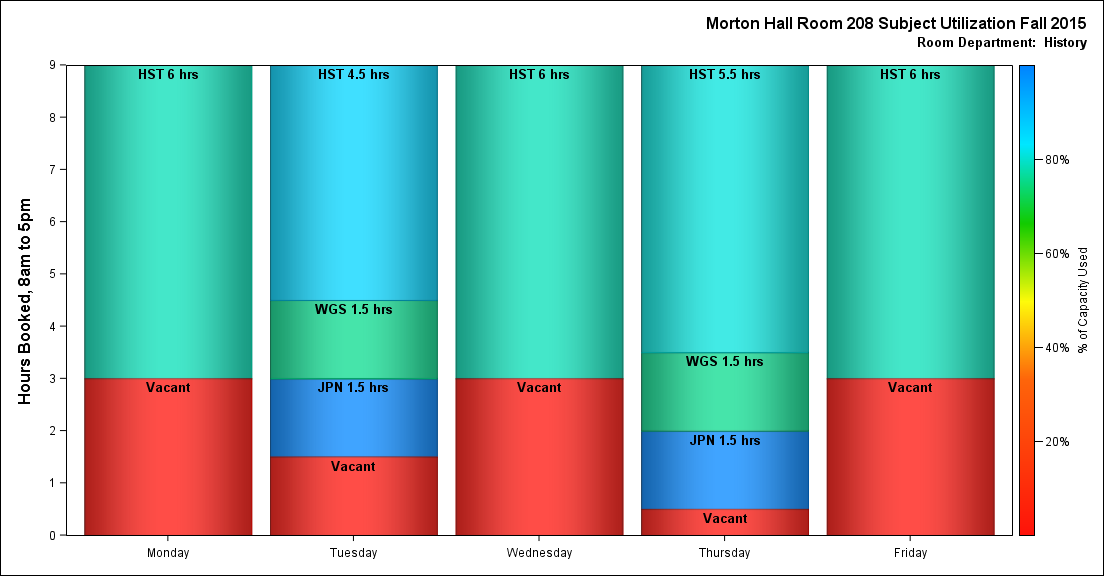 Morton Hall Room 208 Subject Utilization Fall 2015
Room Department:  History
Hours Booked, 8am to 5pm
9
8
7
6
5
4
3
2
1
0
HST 6 hrs
Vacant
HST 4.5 hrs
WGS 1.5 hrs
JPN 1.5 hrs
Vacant
HST 6 hrs
Vacant
HST 5.5 hrs
WGS 1.5 hrs
JPN 1.5 hrs
Vacant
HST 6 hrs
Vacant
Monday
Tuesday
Wednesday
Thursday
Friday
80%
60%
40%
20%
% of Capacity Used